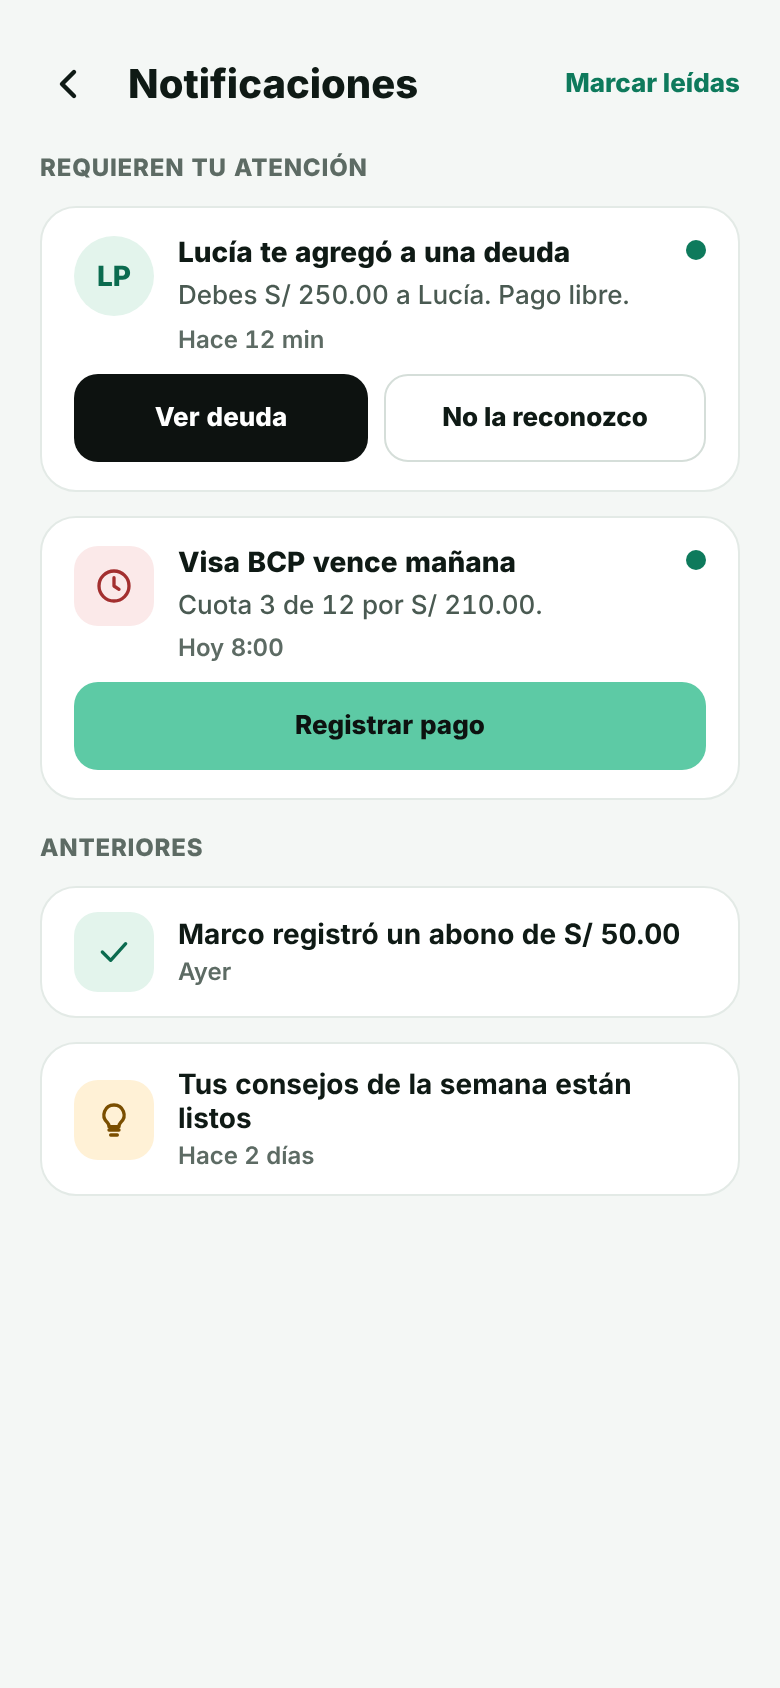 Notificaciones
Marcar leídas
REQUIEREN TU ATENCIÓN
LP
Lucía te agregó a una deuda
Debes S/ 250.00 a Lucía. Pago libre.
Hace 12 min
Ver deuda
No la reconozco
Visa BCP vence mañana
Cuota 3 de 12 por S/ 210.00.
Hoy 8:00
Registrar pago
ANTERIORES
Marco registró un abono de S/ 50.00
Ayer
Tus consejos de la semana están
listos
Hace 2 días